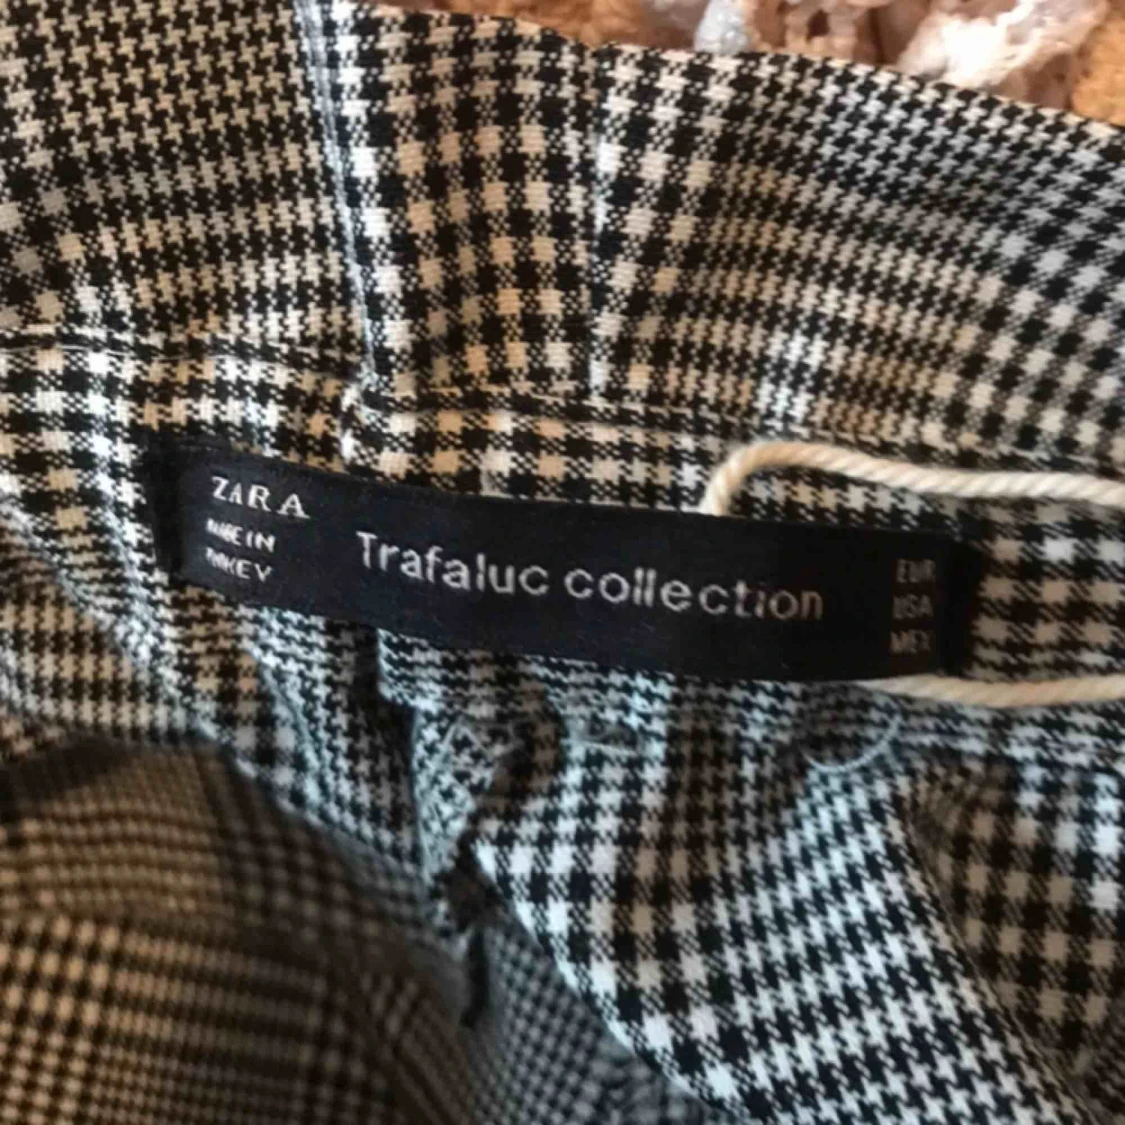 ZARA
MADE IN
TURKEY
Trafaluc collection
EUR
USA
MEX